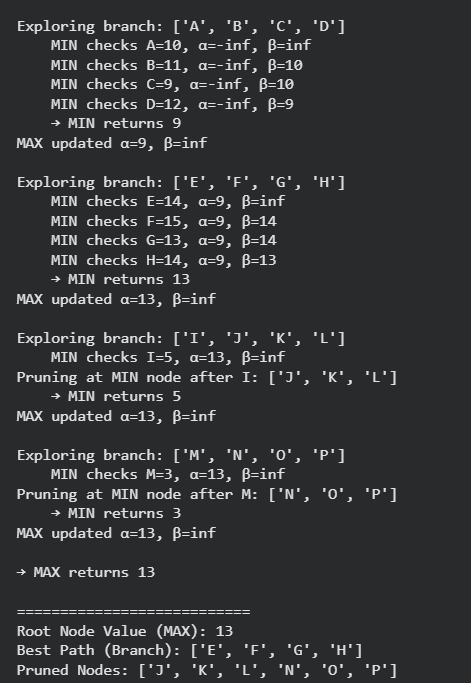 Exploring branch: ['A', 'B', 'C', 'D']
    MIN checks A=10, α=-inf, β=inf
    MIN checks B=11, α=-inf, β=10
    MIN checks C=9, α=-inf, β=10
    MIN checks D=12, α=-inf, β=9
    → MIN returns 9
MAX updated α=9, β=inf

Exploring branch: ['E', 'F', 'G', 'H']
    MIN checks E=14, α=9, β=inf
    MIN checks F=15, α=9, β=14
    MIN checks G=13, α=9, β=14
    MIN checks H=14, α=9, β=13
    → MIN returns 13
MAX updated α=13, β=inf

Exploring branch: ['I', 'J', 'K', 'L']
    MIN checks I=5, α=13, β=inf
Pruning at MIN node after I: ['J', 'K', 'L']
    → MIN returns 5
MAX updated α=13, β=inf

Exploring branch: ['M', 'N', 'O', 'P']
    MIN checks M=3, α=13, β=inf
Pruning at MIN node after M: ['N', 'O', 'P']
    → MIN returns 3
MAX updated α=13, β=inf

→ MAX returns 13

===========================
Root Node Value (MAX): 13
Best Path (Branch): ['E', 'F', 'G', 'H']
Pruned Nodes: ['J', 'K', 'L', 'N', 'O', 'P']